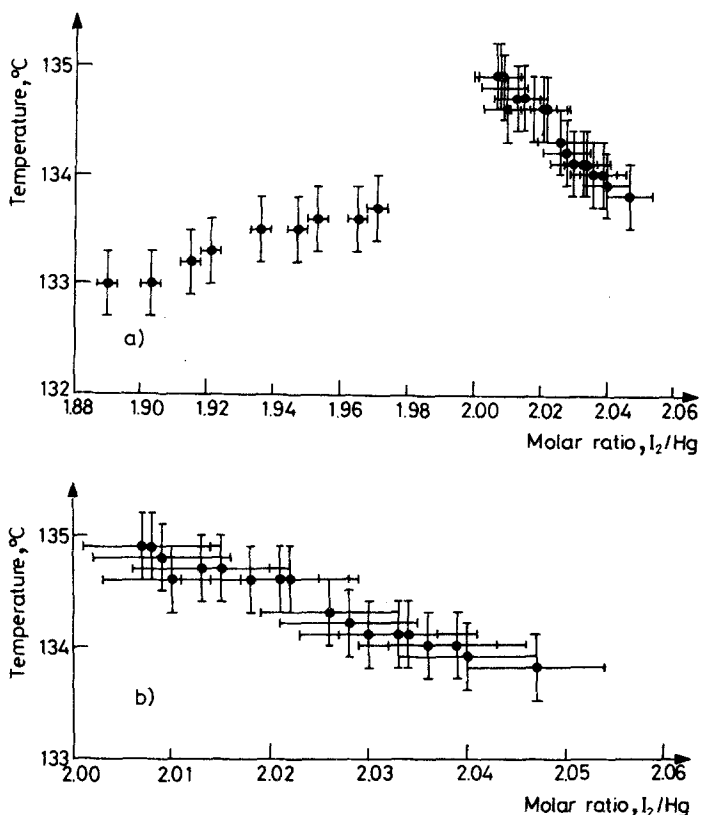 Temperature, °C
135
134
133
132
a)
1.88 1.90 1.92 1.94 1.96 1.98 2.00 2.02 2.04 2.06
Molar ratio, I₂/Hg
Temperature, °C
135
134
133
b)
2.00 2.01 2.02 2.03 2.04 2.05 2.06
Molar ratio, I₂/Hg